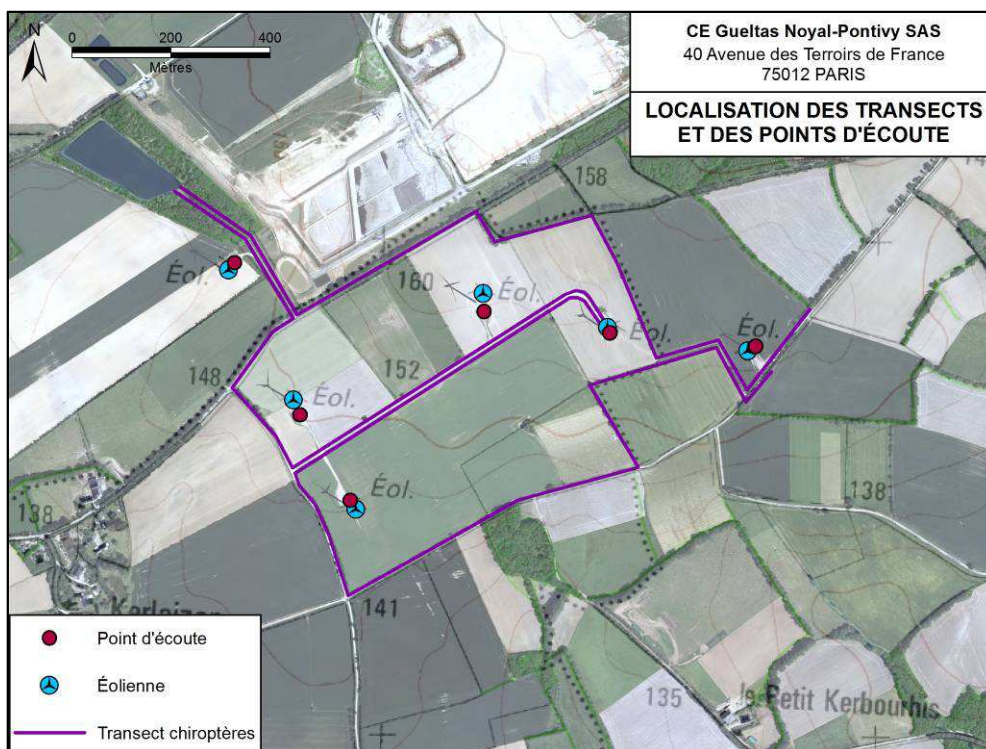 CE Gueltas Noyal-Pontivy SAS
40 Avenue des Terroirs de France
75012 PARIS
LOCALISATION DES TRANSECTS
ET DES POINTS D'ÉCOUTE
N
0 200 400
Mètres
158
160
Éol.
Éol.
Éol.
Éol.
152
148
Éol.
Éol.
138
138
141
135
le Petit Kerbourhis
Point d'écoute
Éolienne
Transect chiroptères